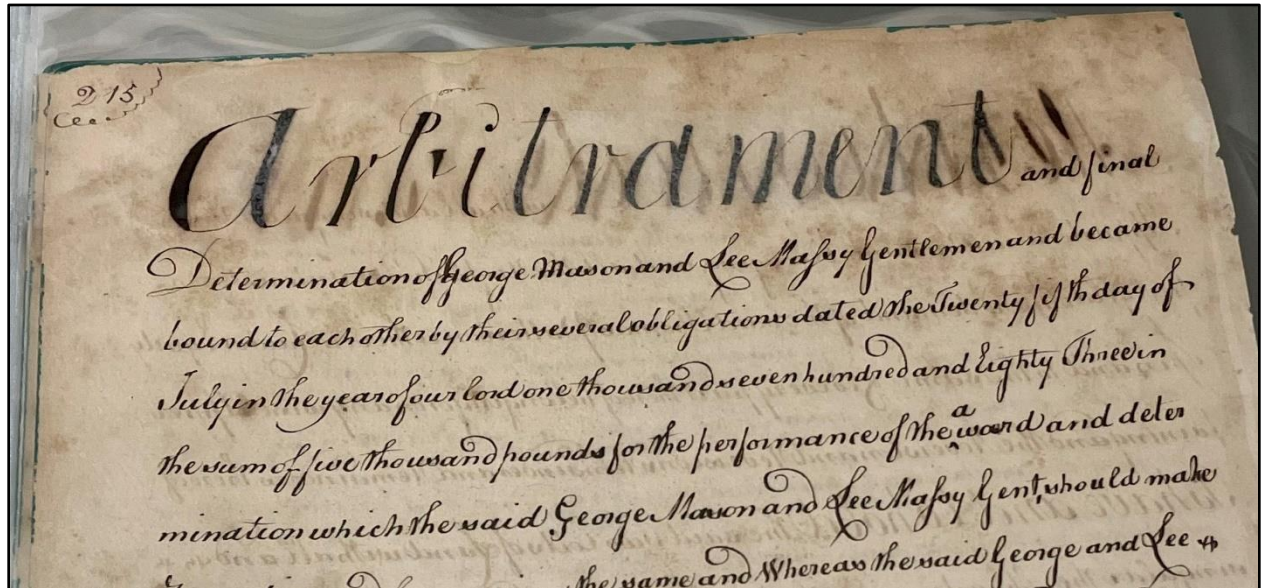 215
Arbitrament and final
Determination of George Mason and Lee Maſsy Gentlemen and became
bound to each other by their several obligations dated the Twenty fifth day of
July in the year of our lord one thousand seven hundred and Eighty Three in
the sum of five thousand pounds for the performance of the award and deter
mination which the said George Mason and Lee Maſsy Gent, should make
the same and Whereas the said George and Lee